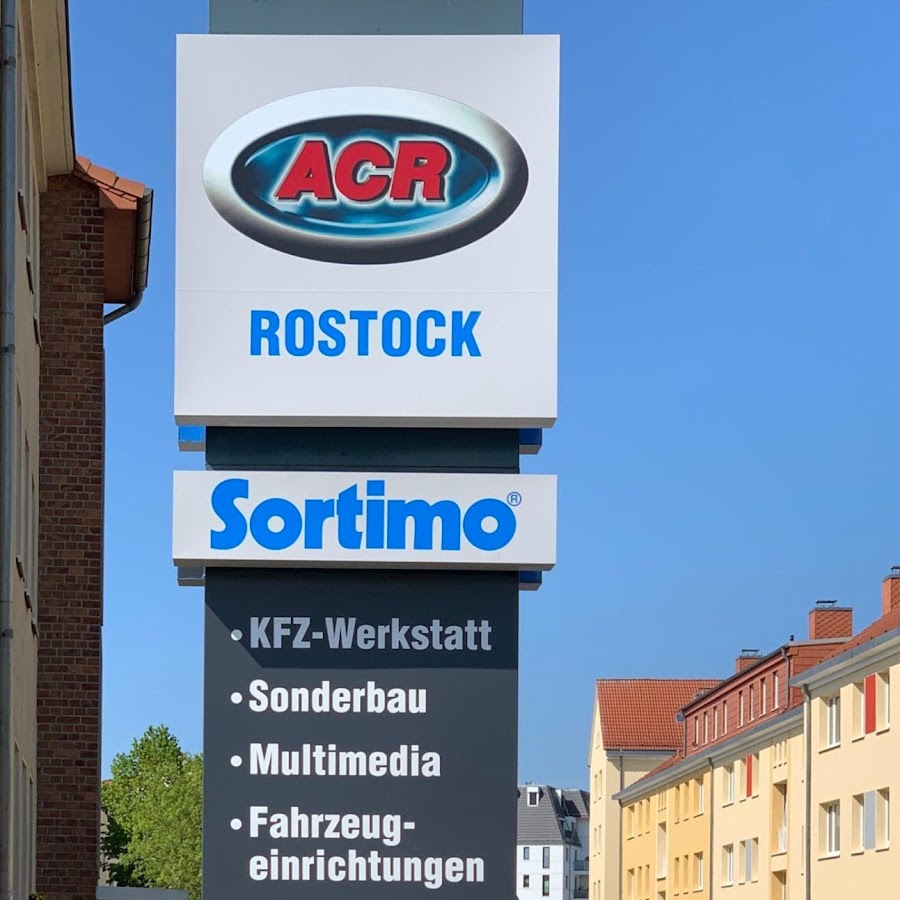 ACR
ROSTOCK
Sortimo®
• KFZ-Werkstatt
• Sonderbau
• Multimedia
• Fahrzeug-
einrichtungen